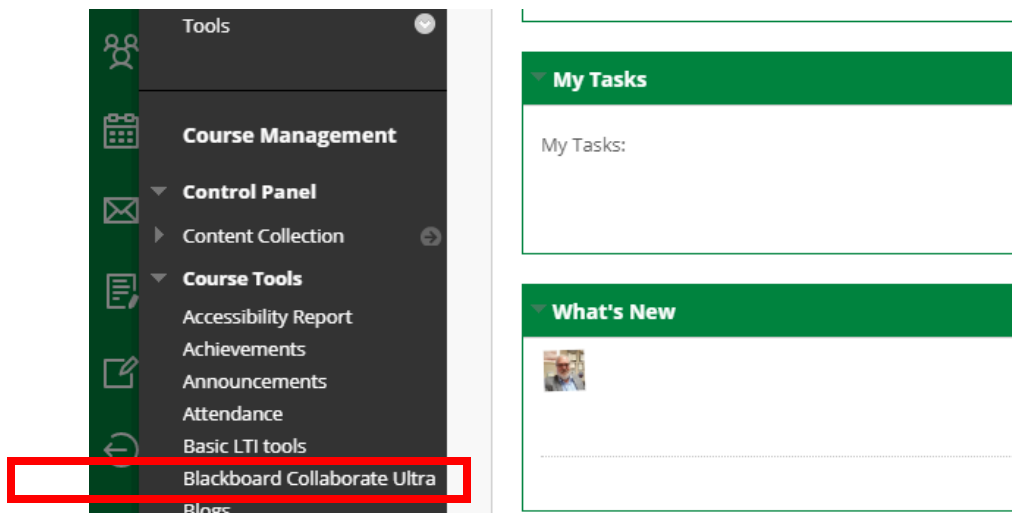 Tools
Course Management
Control Panel
Content Collection
Course Tools
Accessibility Report
Achievements
Announcements
Attendance
Basic LTI tools
Blackboard Collaborate Ultra
Blogs
My Tasks
My Tasks:
What's New